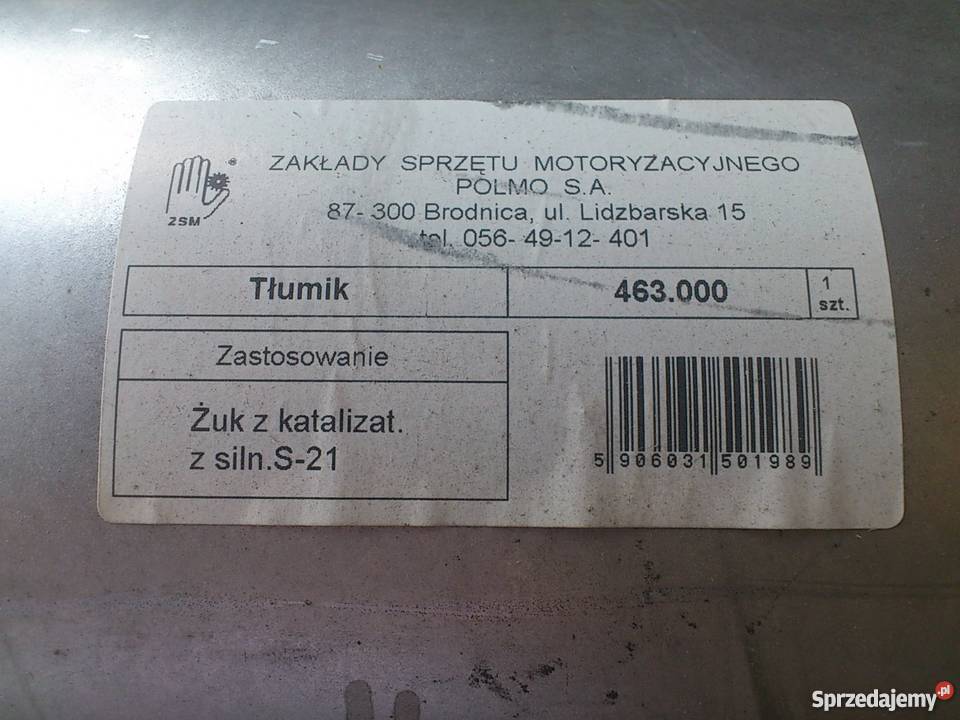 ZAKŁADY SPRZĘTU MOTORYZACYJNEGO
POLMO S.A.
87- 300 Brodnica, ul. Lidzbarska 15
tel. 056- 49-12- 401
ZSM
®
Tłumik 463.000 1 szt.
Zastosowanie
Żuk z katalizat.
z siln.S-21
5 906031 501989
Sprzedajemy.pl